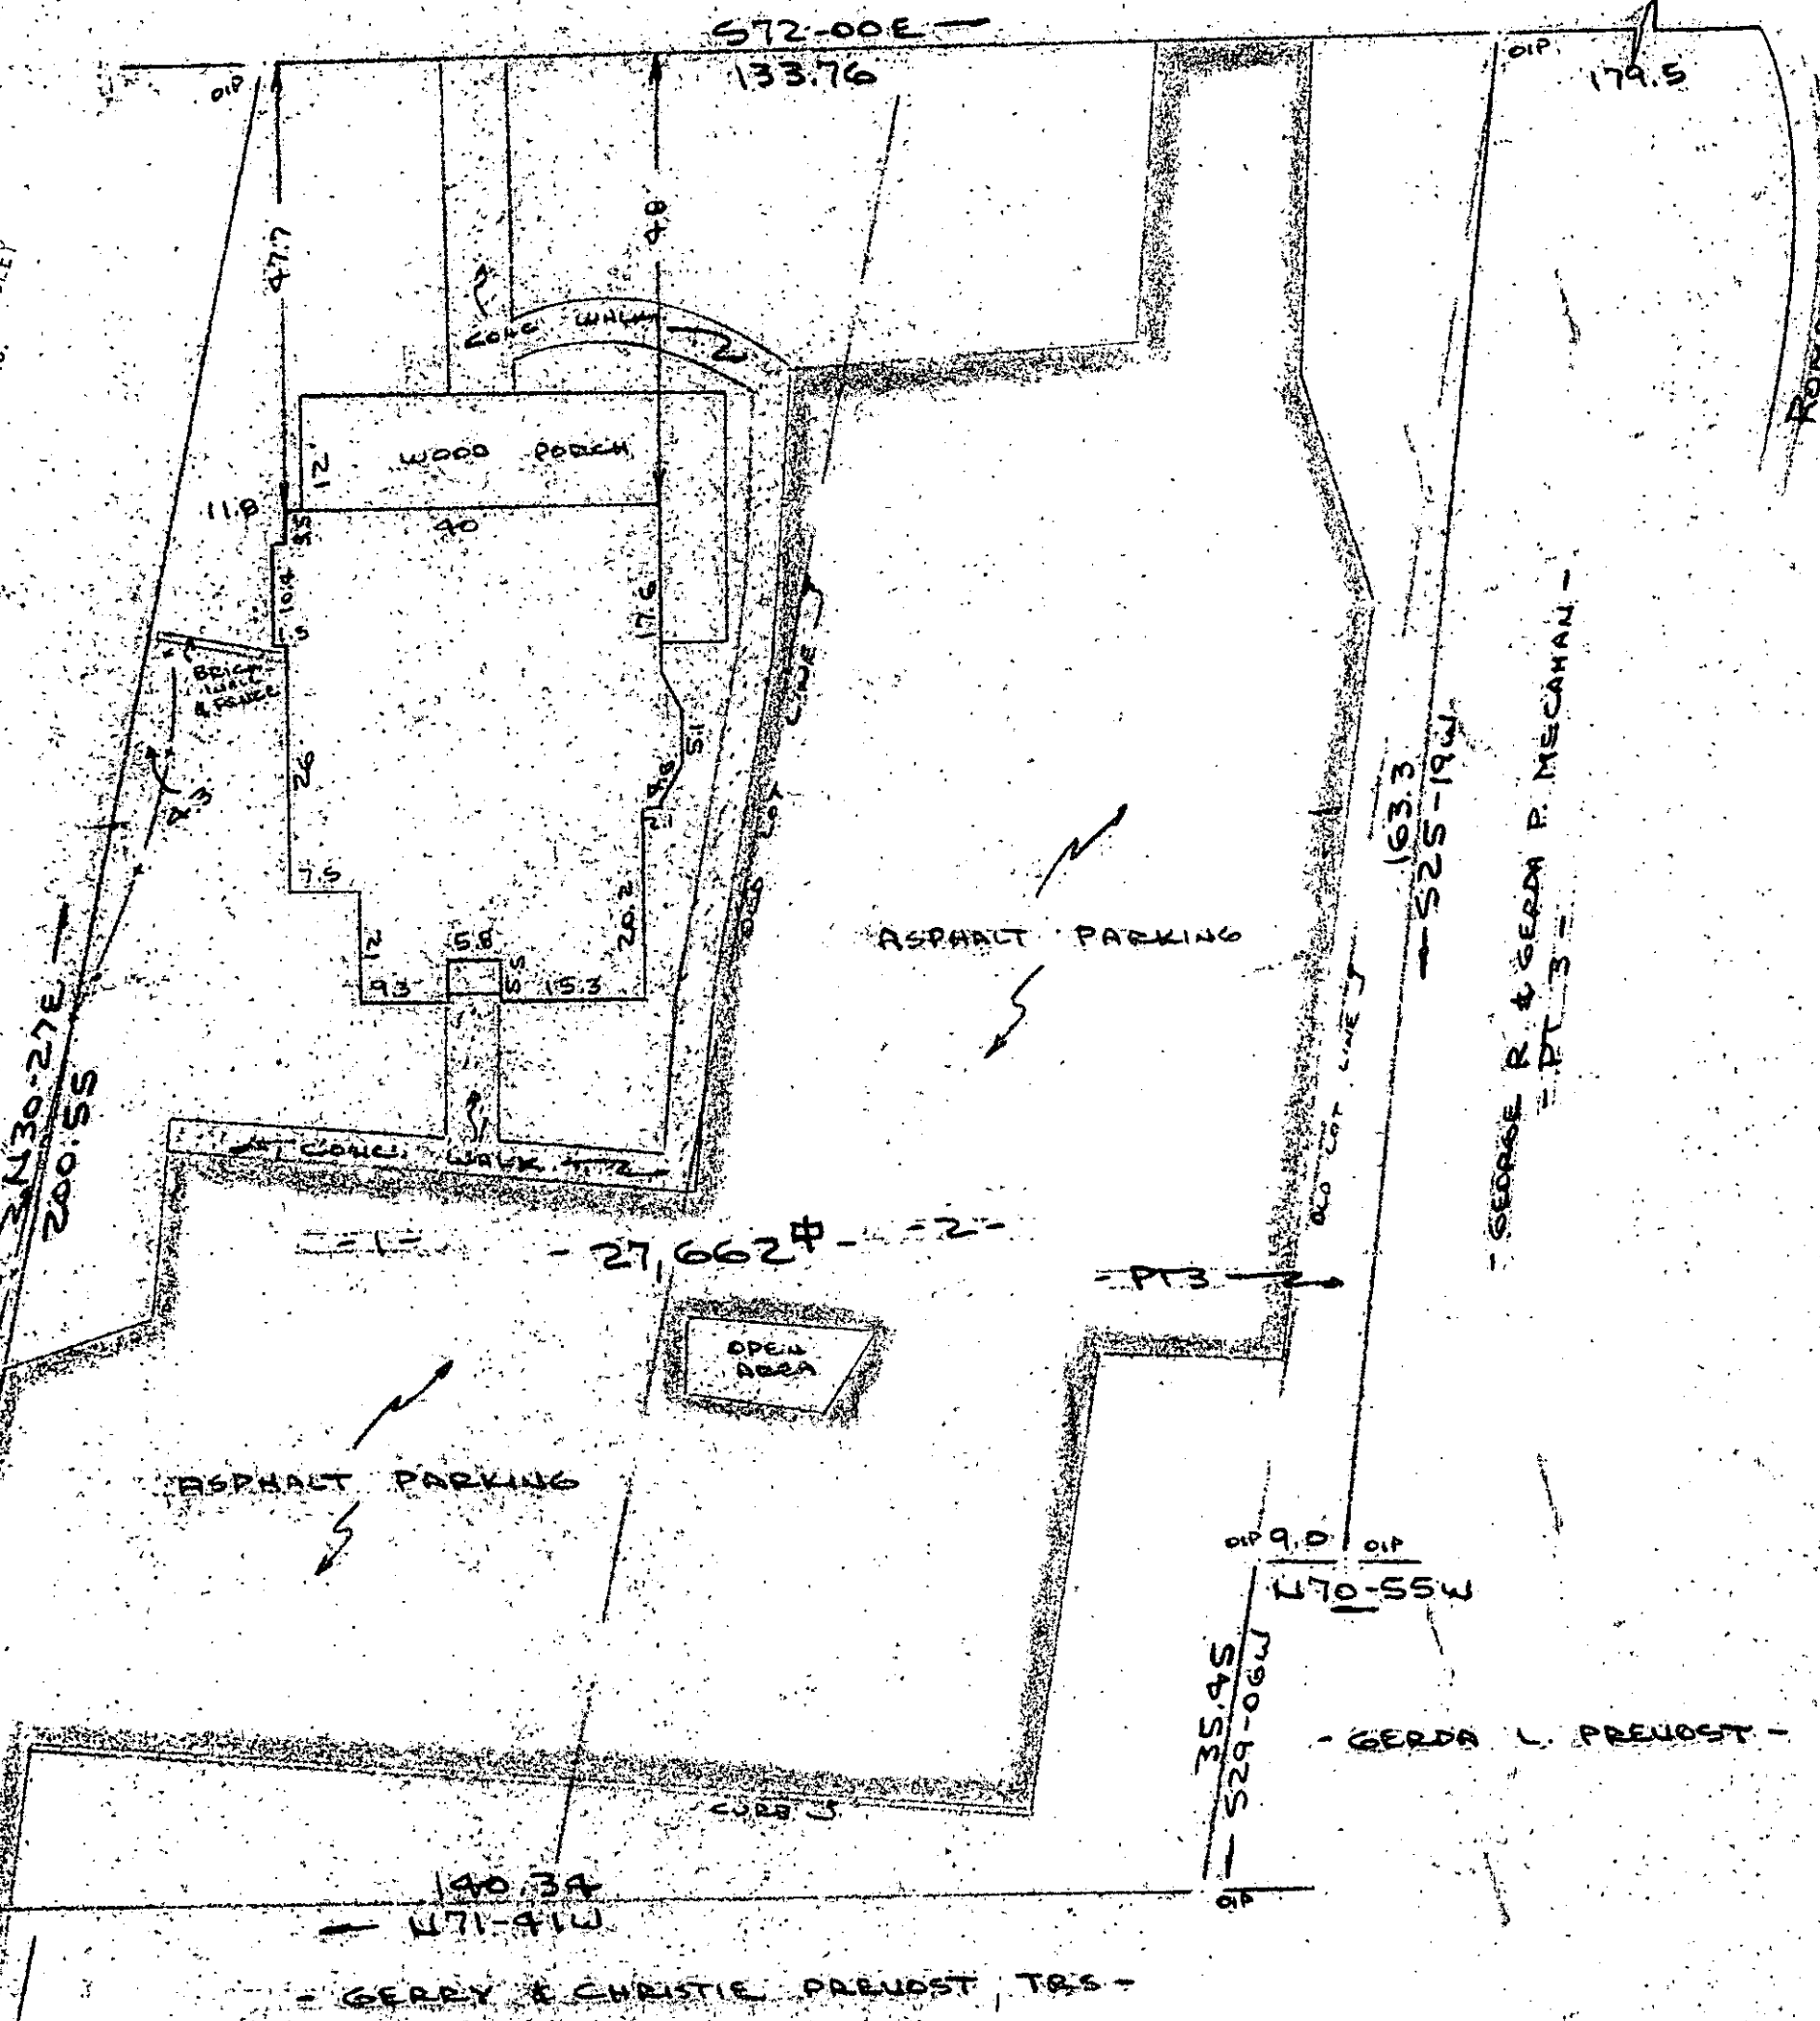 S72-00E
133.76
OIP
OIP
179.5
47.7
48
CONC WALK
WOOD PORCH
12
11.8
3.5
40
10.4
1.5
17.6
BRICK
WALL
& FENCE
26
5.1
LINE
LOT
OLD
163.3
S25-19W
- GEORGE R. & GERDA P. MECAHAN -
- PT 3 -
7.5
12
5.8
5.5
20.2
9.3
15.3
ASPHALT PARKING
N30-27E
200.55
CONC. WALK
OLD LOT LINE
- 1 -
- 27,662 -
- 2 -
- PT 3
OPEN
AREA
ASPHALT PARKING
OIP 9.0 OIP
N70-55W
35.45
S29-06W
- GERDA L. PREVOST -
CURB
140.34
N71-41W
OIP
- GERRY & CHRISTIE PREVOST, TRS -